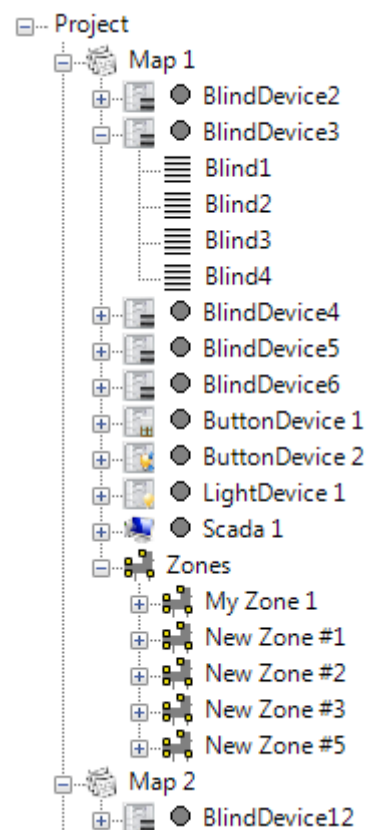 Project
Map 1
BlindDevice2
BlindDevice3
Blind1
Blind2
Blind3
Blind4
BlindDevice4
BlindDevice5
BlindDevice6
ButtonDevice 1
ButtonDevice 2
LightDevice 1
Scada 1
Zones
My Zone 1
New Zone #1
New Zone #2
New Zone #3
New Zone #5
Map 2
BlindDevice12